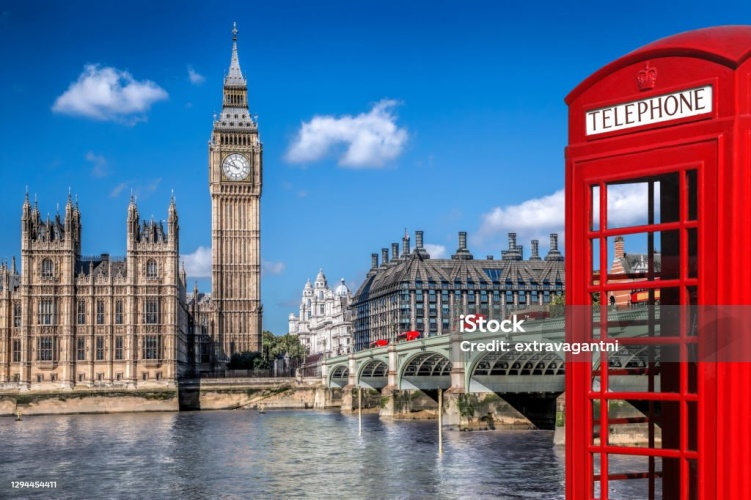 TELEPHONE
iStock
Credit: extravagantni
1294454411